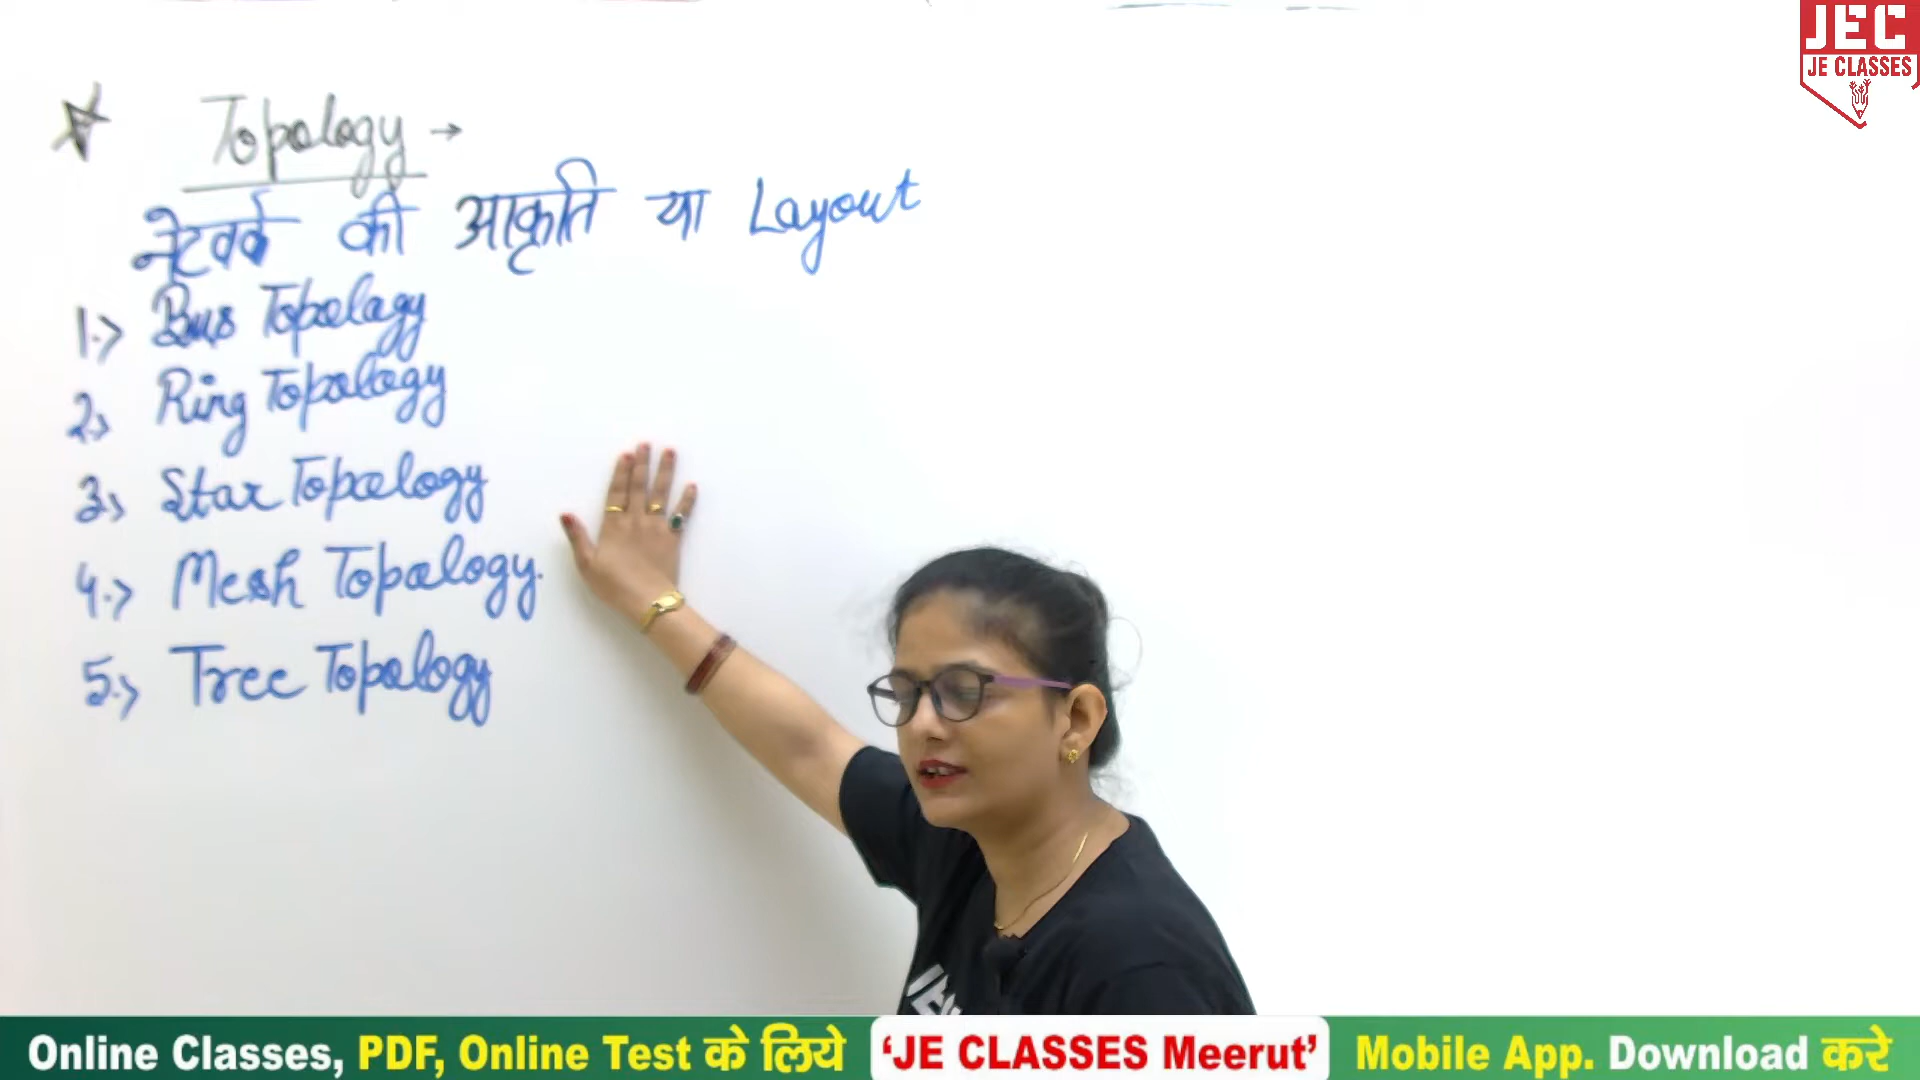 JEC
JE CLASSES
Topology →
नेटवर्क की आकृति या Layout
1.> Bus Topology
2> Ring Topology
3> Star Topology
4.> Mesh Topology.
5.> Tree Topology
Online Classes, PDF, Online Test के लिये 'JE CLASSES Meerut' Mobile App. Download करे